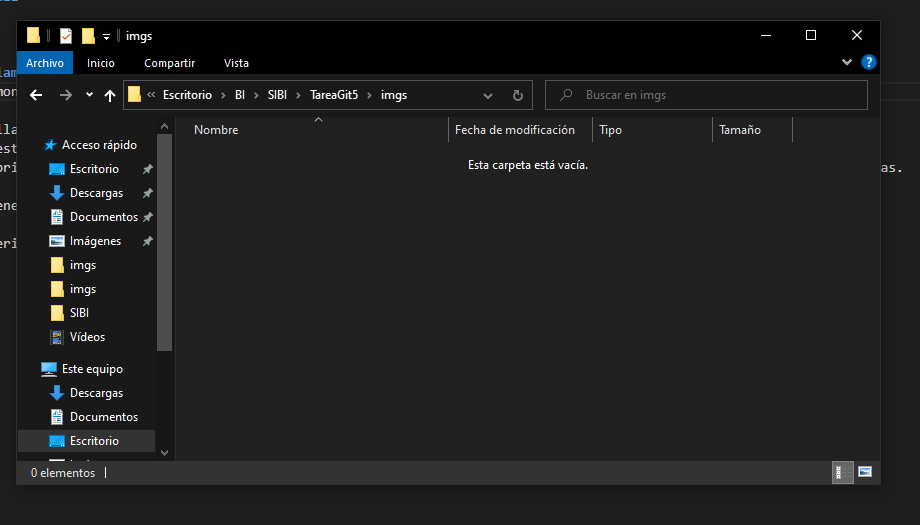 imgs
Archivo Inicio Compartir Vista
« Escritorio > BI > SIBI > TareaGit5 > imgs
Buscar en imgs
Nombre Fecha de modificación Tipo Tamaño
Esta carpeta está vacía.
Acceso rápido
Escritorio
Descargas
Documentos
Imágenes
imgs
imgs
SIBI
Vídeos
Este equipo
Descargas
Documentos
Escritorio
0 elementos
lla
est
ori
as.
ene
eri